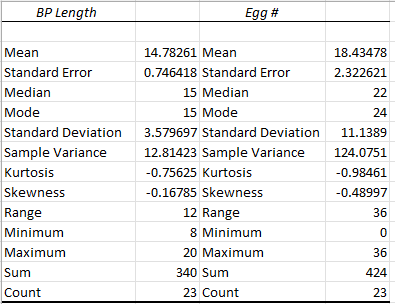 BP Length Egg #
Mean 14.78261 Mean 18.43478
Standard Error 0.746418 Standard Error 2.322621
Median 15 Median 22
Mode 15 Mode 24
Standard Deviation 3.579697 Standard Deviation 11.1389
Sample Variance 12.81423 Sample Variance 124.0751
Kurtosis -0.75625 Kurtosis -0.98461
Skewness -0.16785 Skewness -0.48997
Range 12 Range 36
Minimum 8 Minimum 0
Maximum 20 Maximum 36
Sum 340 Sum 424
Count 23 Count 23